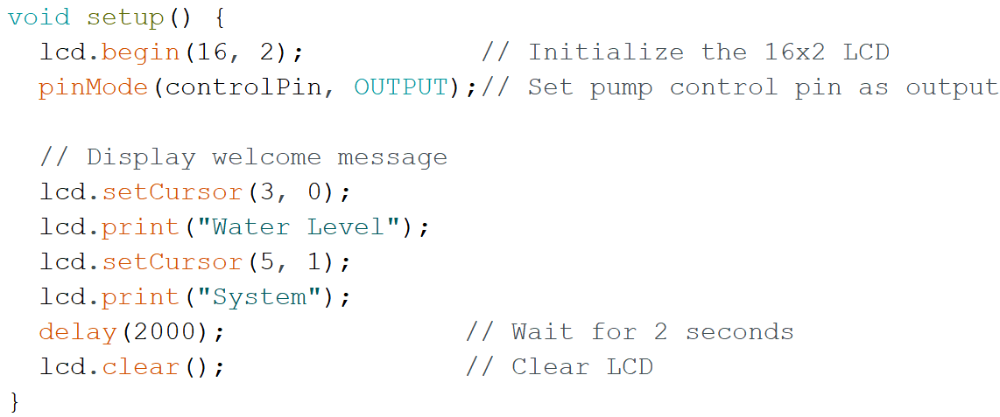 void setup() {
  lcd.begin(16, 2);           // Initialize the 16x2 LCD
  pinMode(controlPin, OUTPUT);// Set pump control pin as output

  // Display welcome message
  lcd.setCursor(3, 0);
  lcd.print("Water Level");
  lcd.setCursor(5, 1);
  lcd.print("System");
  delay(2000);               // Wait for 2 seconds
  lcd.clear();               // Clear LCD
}